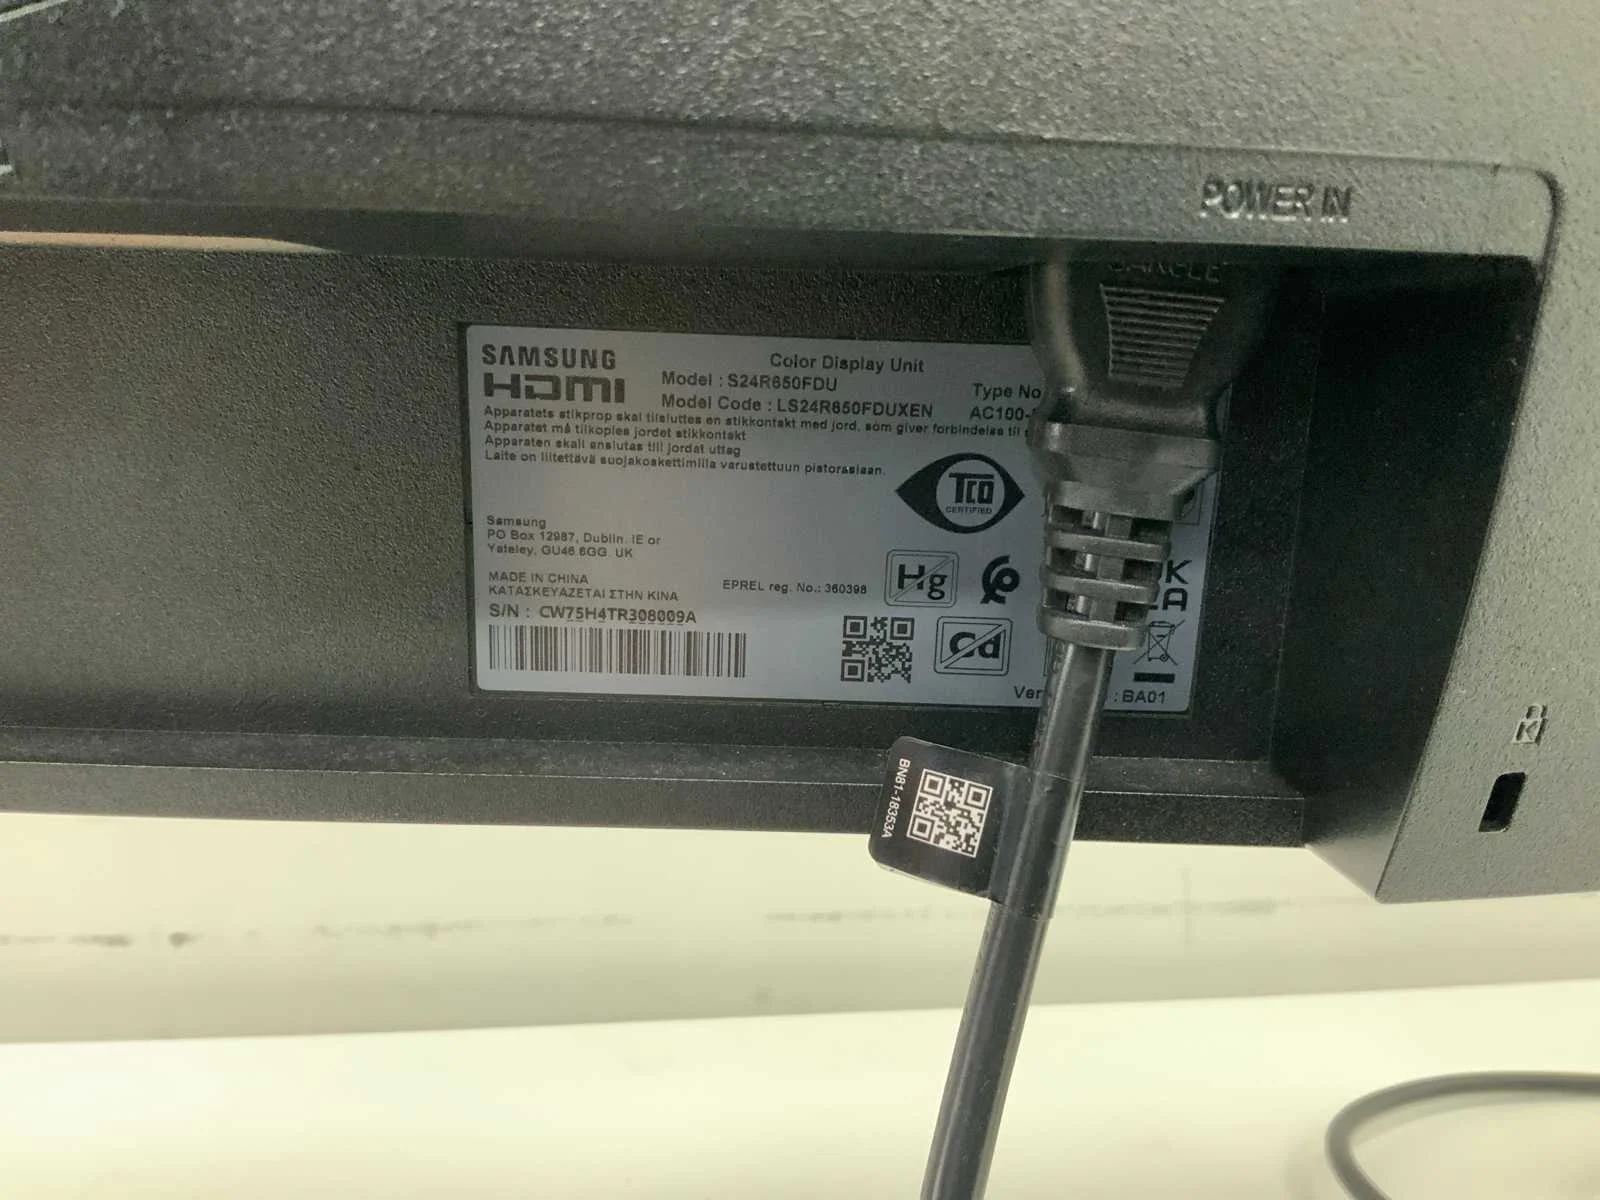 POWER IN
SAMSUNG
HDMI
Color Display Unit
Model : S24R650FDU
Type No
Model Code : LS24R650FDUXEN
AC100-
Apparatets stikprop skal tilsluttes en stikkontakt med jord, som giver forbindelse til
Apparatet må tilkoples jordet stikkontakt
Apparaten skall anslutas till jordat uttag
Laite on liitettävä suojakoskettimilla varustettuun pistorasiaan.
TCO
CERTIFIED
Samsung
PO Box 12987, Dublin. IE or
Yateley, GU46 6GG. UK
MADE IN CHINA
ΚΑΤΑΣΚΕΥΑΖΕΤΑΙ ΣΤΗΝ ΚΙΝΑ
EPREL reg. No.: 360398
Hg
S/N : CW75H4TR308009A
Cd
: BA01
BN81-18353A
K